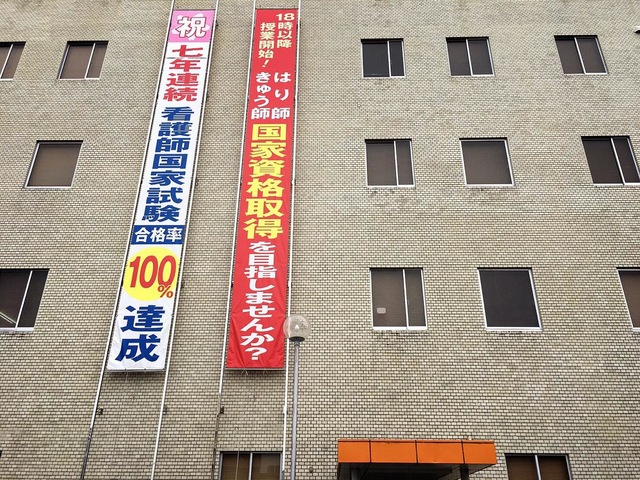 18時以降
授業開始！
はり師
きゅう師
国家資格取得
を目指しませんか？
祝
七年連続
看護師国家試験
合格率
100%
達成